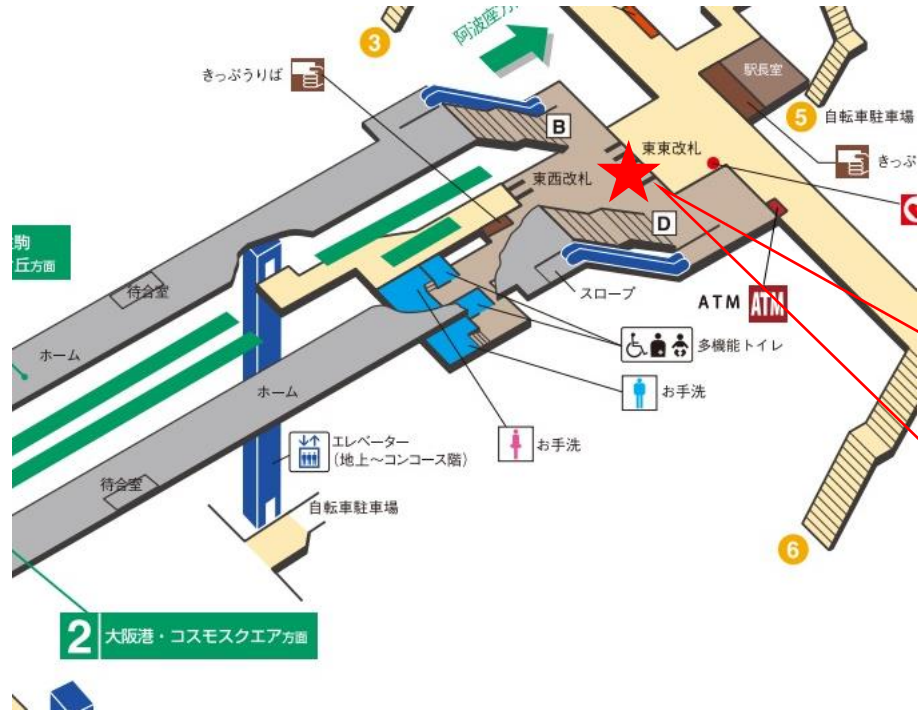 3
阿波座方
きっぷうりば
B
駅長室
5
自転車駐車場
東東改札
きっぷ
東西改札
D
駒
丘方面
待合室
スロープ
ATM ATM
ホーム
多機能トイレ
ホーム
お手洗
エレベーター
(地上～コンコース階)
お手洗
待合室
自転車駐車場
6
2 大阪港・コスモスクエア方面